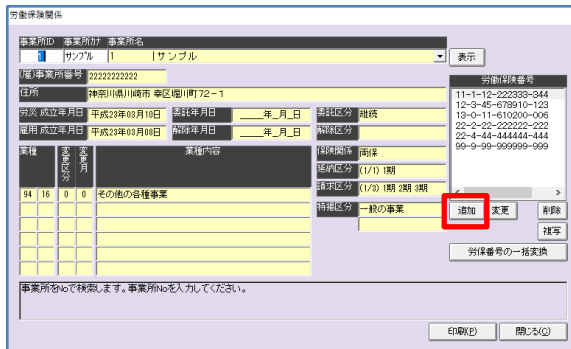 労働保険関係
事業所ID 事業所カナ 事業所名
1 ｻﾝﾌﾟﾙ 1 サンプル 表示
(雇)事業所番号 22222222222 労働保険番号
住所 神奈川県川崎市 幸区堀川町72-1
11-1-12-222333-344
12-3-45-678910-123
13-0-11-610200-006
22-2-22-222222-222
22-4-44-444444-444
99-9-99-999999-999
労災 成立年月日 平成23年03月10日 委託年月日 ____年_月_日 委託区分 継続
雇用 成立年月日 平成23年03月08日 解除年月日 ____年_月_日 解除区分
業種 変更区分 変更月 業種内容
保険関係 両保
延納区分 (1/1) 1期
請求区分 (1/3) 1期 2期 3期
特掲区分 一般の事業
94 16 0 0 その他の各種事業
追加 変更 削除
複写
労保番号の一括変換
事業所をNoで検索します。事業所Noを入力してください。
印刷(P) 閉じる(C)